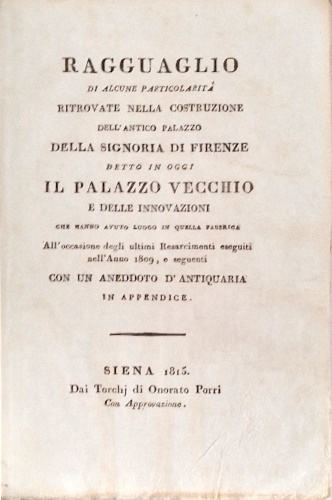 RAGGUAGLIO
DI ALCUNE PARTICOLARITÀ
RITROVATE NELLA COSTRUZIONE
DELL'ANTICO PALAZZO
DELLA SIGNORIA DI FIRENZE
DETTO IN OGGI
IL PALAZZO VECCHIO
E DELLE INNOVAZIONI
CHE HANNO AVUTO LUOGO IN QUELLA FABBRICA
All'occasione degli ultimi Resarcimenti eseguiti
nell'Anno 1809, e seguenti
CON UN ANEDDOTO D'ANTIQUARIA
IN APPENDICE.
SIENA 1815.
Dai Torchj di Onorato Porri
Con Approvazione.